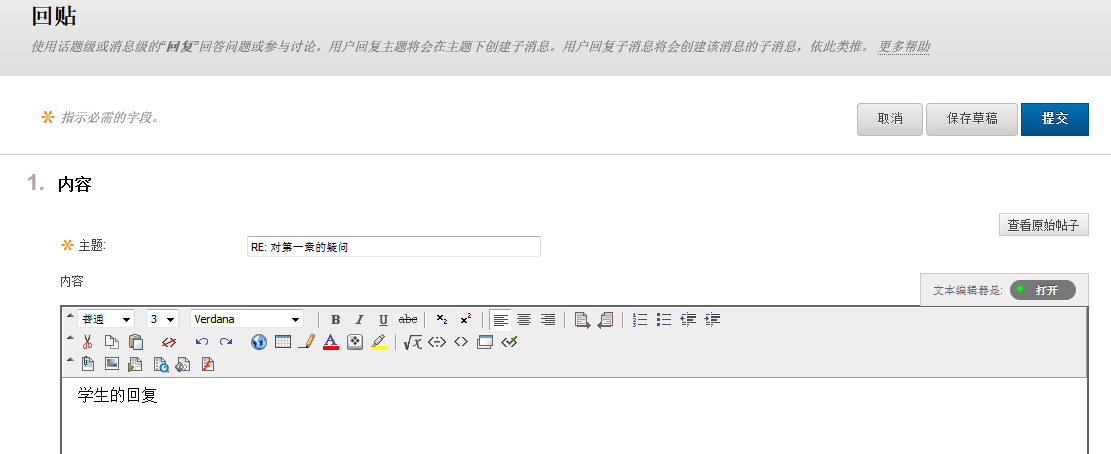 回贴
使用话题级或消息级的“回复”回答问题或参与讨论。用户回复主题将会在主题下创建子消息。用户回复子消息将会创建该消息的子消息，依此类推。 更多帮助
指示必需的字段。
取消 保存草稿 提交
1. 内容
查看原始帖子
主题: RE: 对第一章的疑问
内容
文本编辑器是: 打开
普通 3 Verdana B I U abc x₂ x²
学生的回复